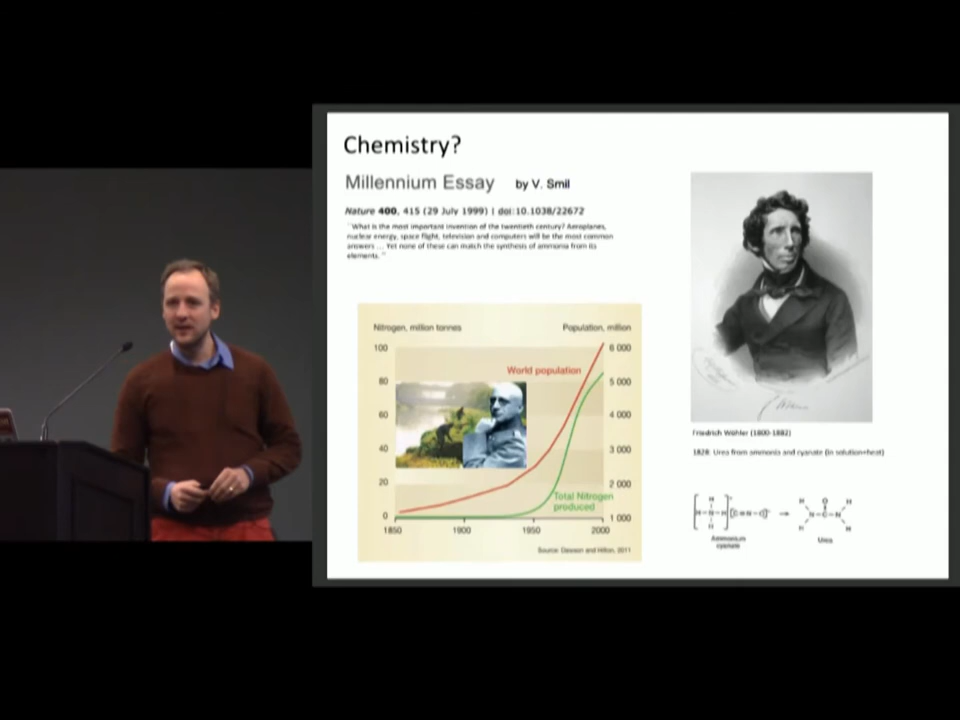 Chemistry?
Millennium Essay by V. Smil
Nature 400, 415 (29 July 1999) | doi:10.1038/22672
"What is the most important invention of the twentieth century? Aeroplanes,
nuclear energy, space flight, television and computers will be the most common
answers ... Yet none of these can match the synthesis of ammonia from its
elements."
Nitrogen, million tonnes
Population, million
100
80
60
40
20
0
6 000
5 000
4 000
3 000
2 000
1 000
World population
Total Nitrogen
produced
1850
1900
1950
2000
Source: Dawson and Hilton, 2011
Friedrich Wöhler (1800-1882)
1828: Urea from ammonia and cyanate (in solution+heat)
Ammonium
cyanate
Urea